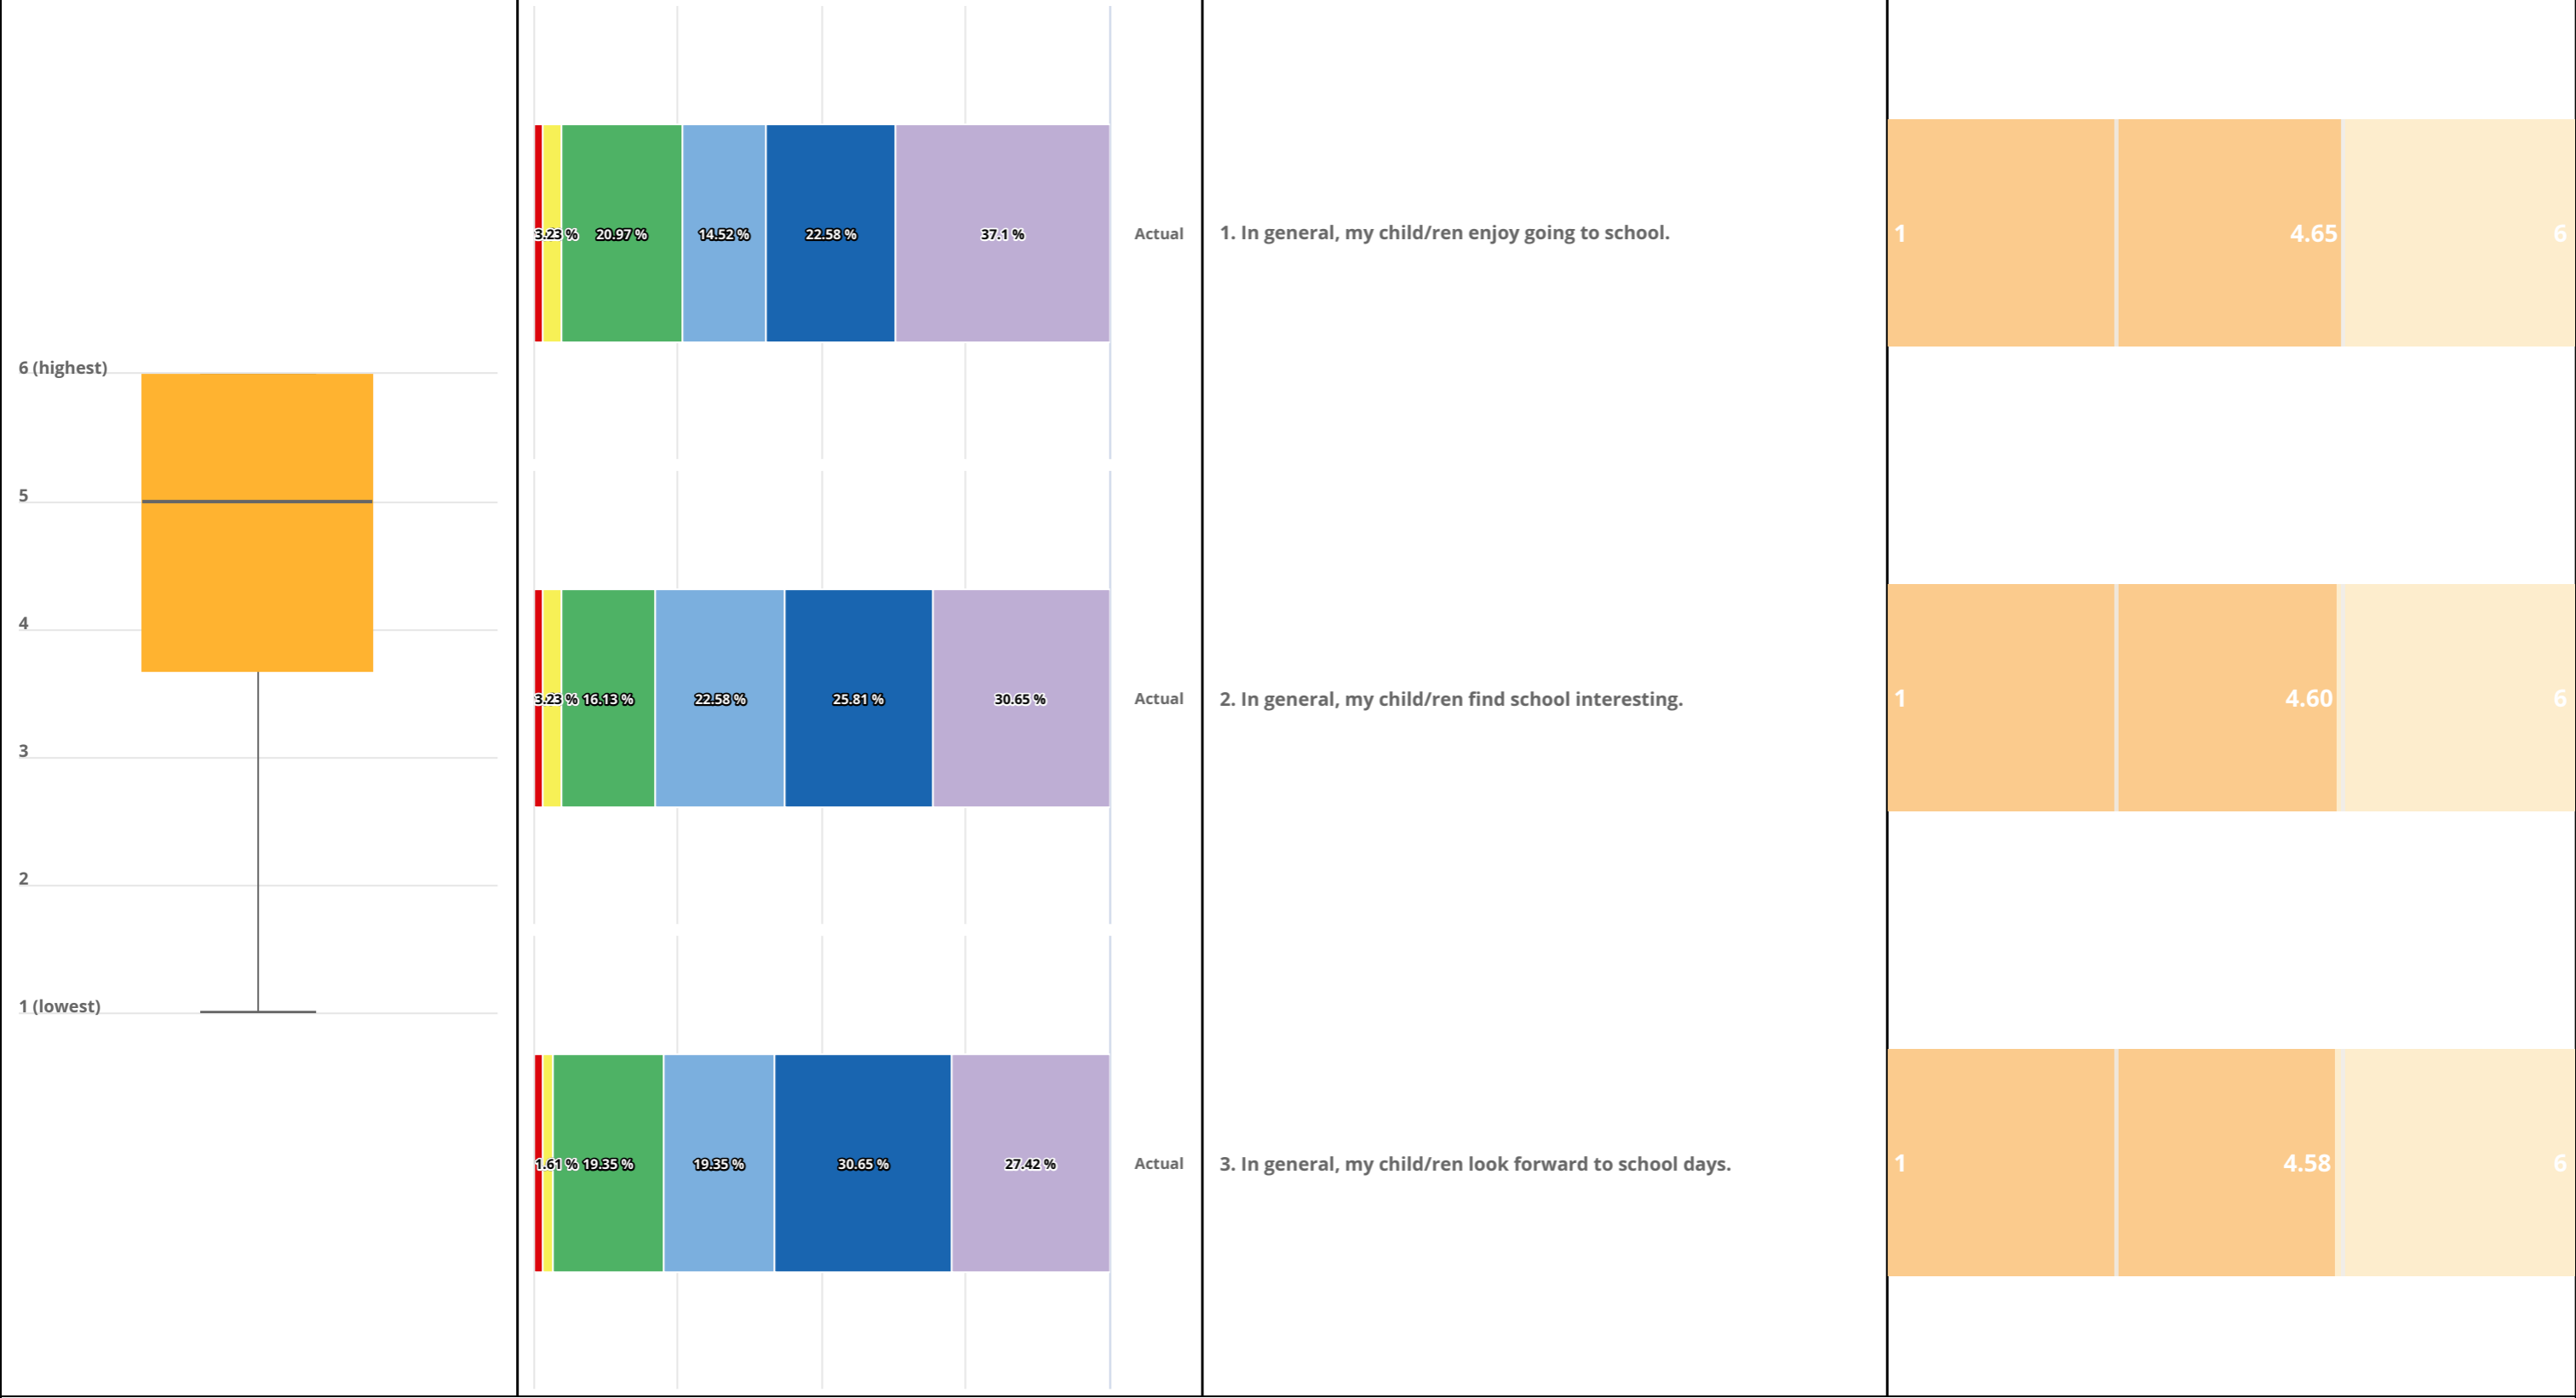 6 (highest)
5
4
3
2
1 (lowest)
3.23 % 20.97 % 14.52 % 22.58 % 37.1 % Actual
1. In general, my child/ren enjoy going to school.
1 4.65 6
3.23 % 16.13 % 22.58 % 25.81 % 30.65 % Actual
2. In general, my child/ren find school interesting.
1 4.60 6
1.61 % 19.35 % 19.35 % 30.65 % 27.42 % Actual
3. In general, my child/ren look forward to school days.
1 4.58 6